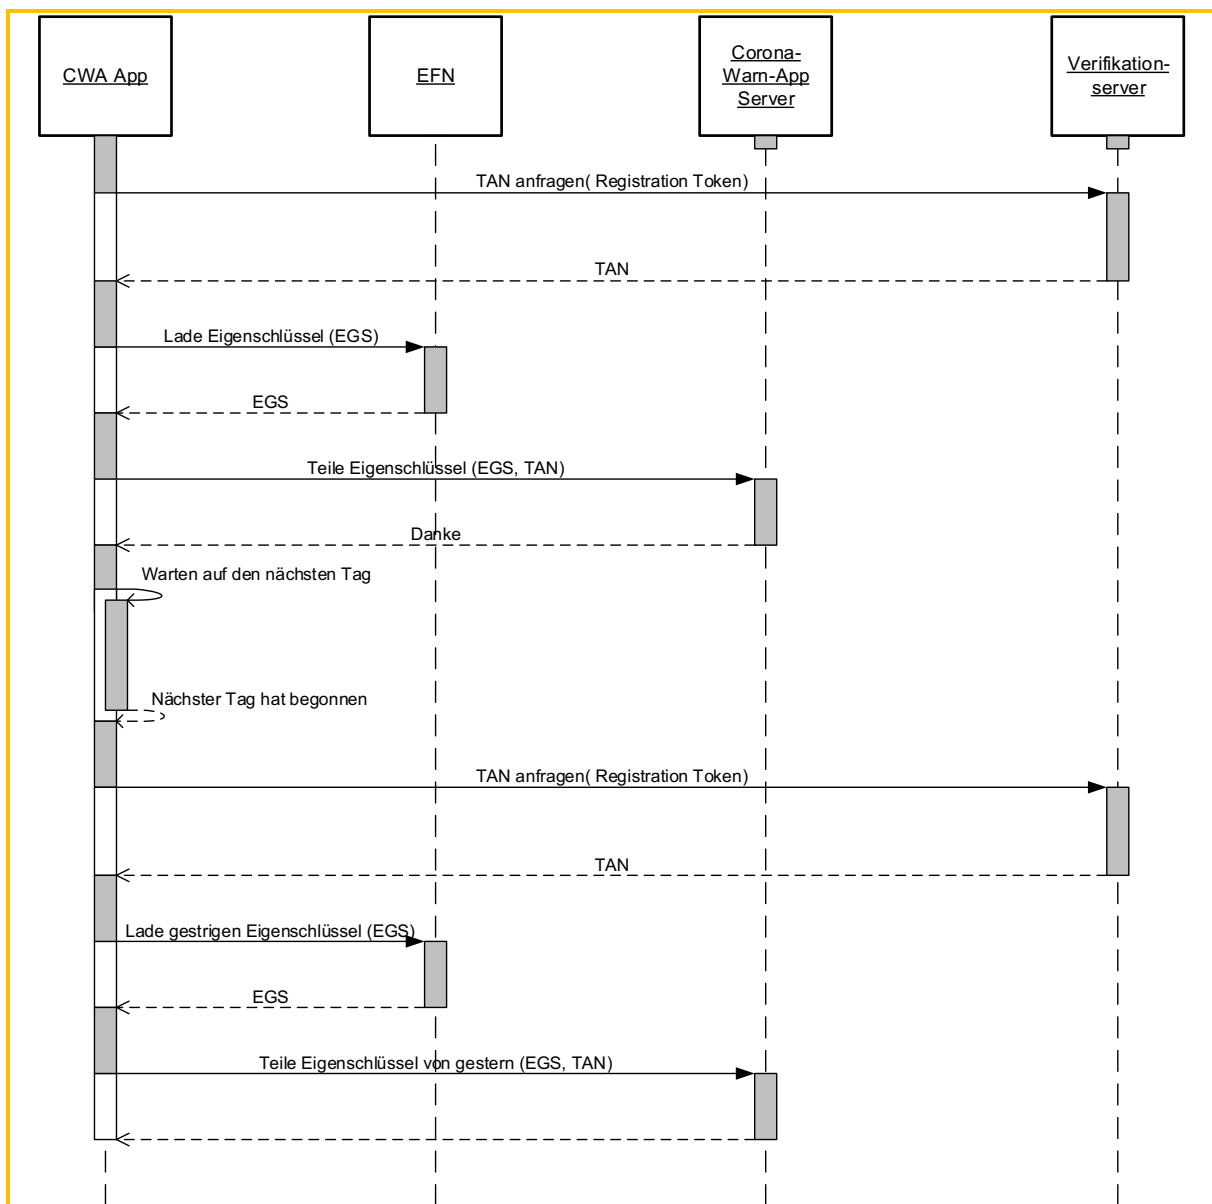 CWA App
EFN
Corona-
Warn-App
Server
Verifikation-
server
TAN anfragen( Registration Token)
TAN
Lade Eigenschlüssel (EGS)
EGS
Teile Eigenschlüssel (EGS, TAN)
Danke
Warten auf den nächsten Tag
Nächster Tag hat begonnen
TAN anfragen( Registration Token)
TAN
Lade gestrigen Eigenschlüssel (EGS)
EGS
Teile Eigenschlüssel von gestern (EGS, TAN)